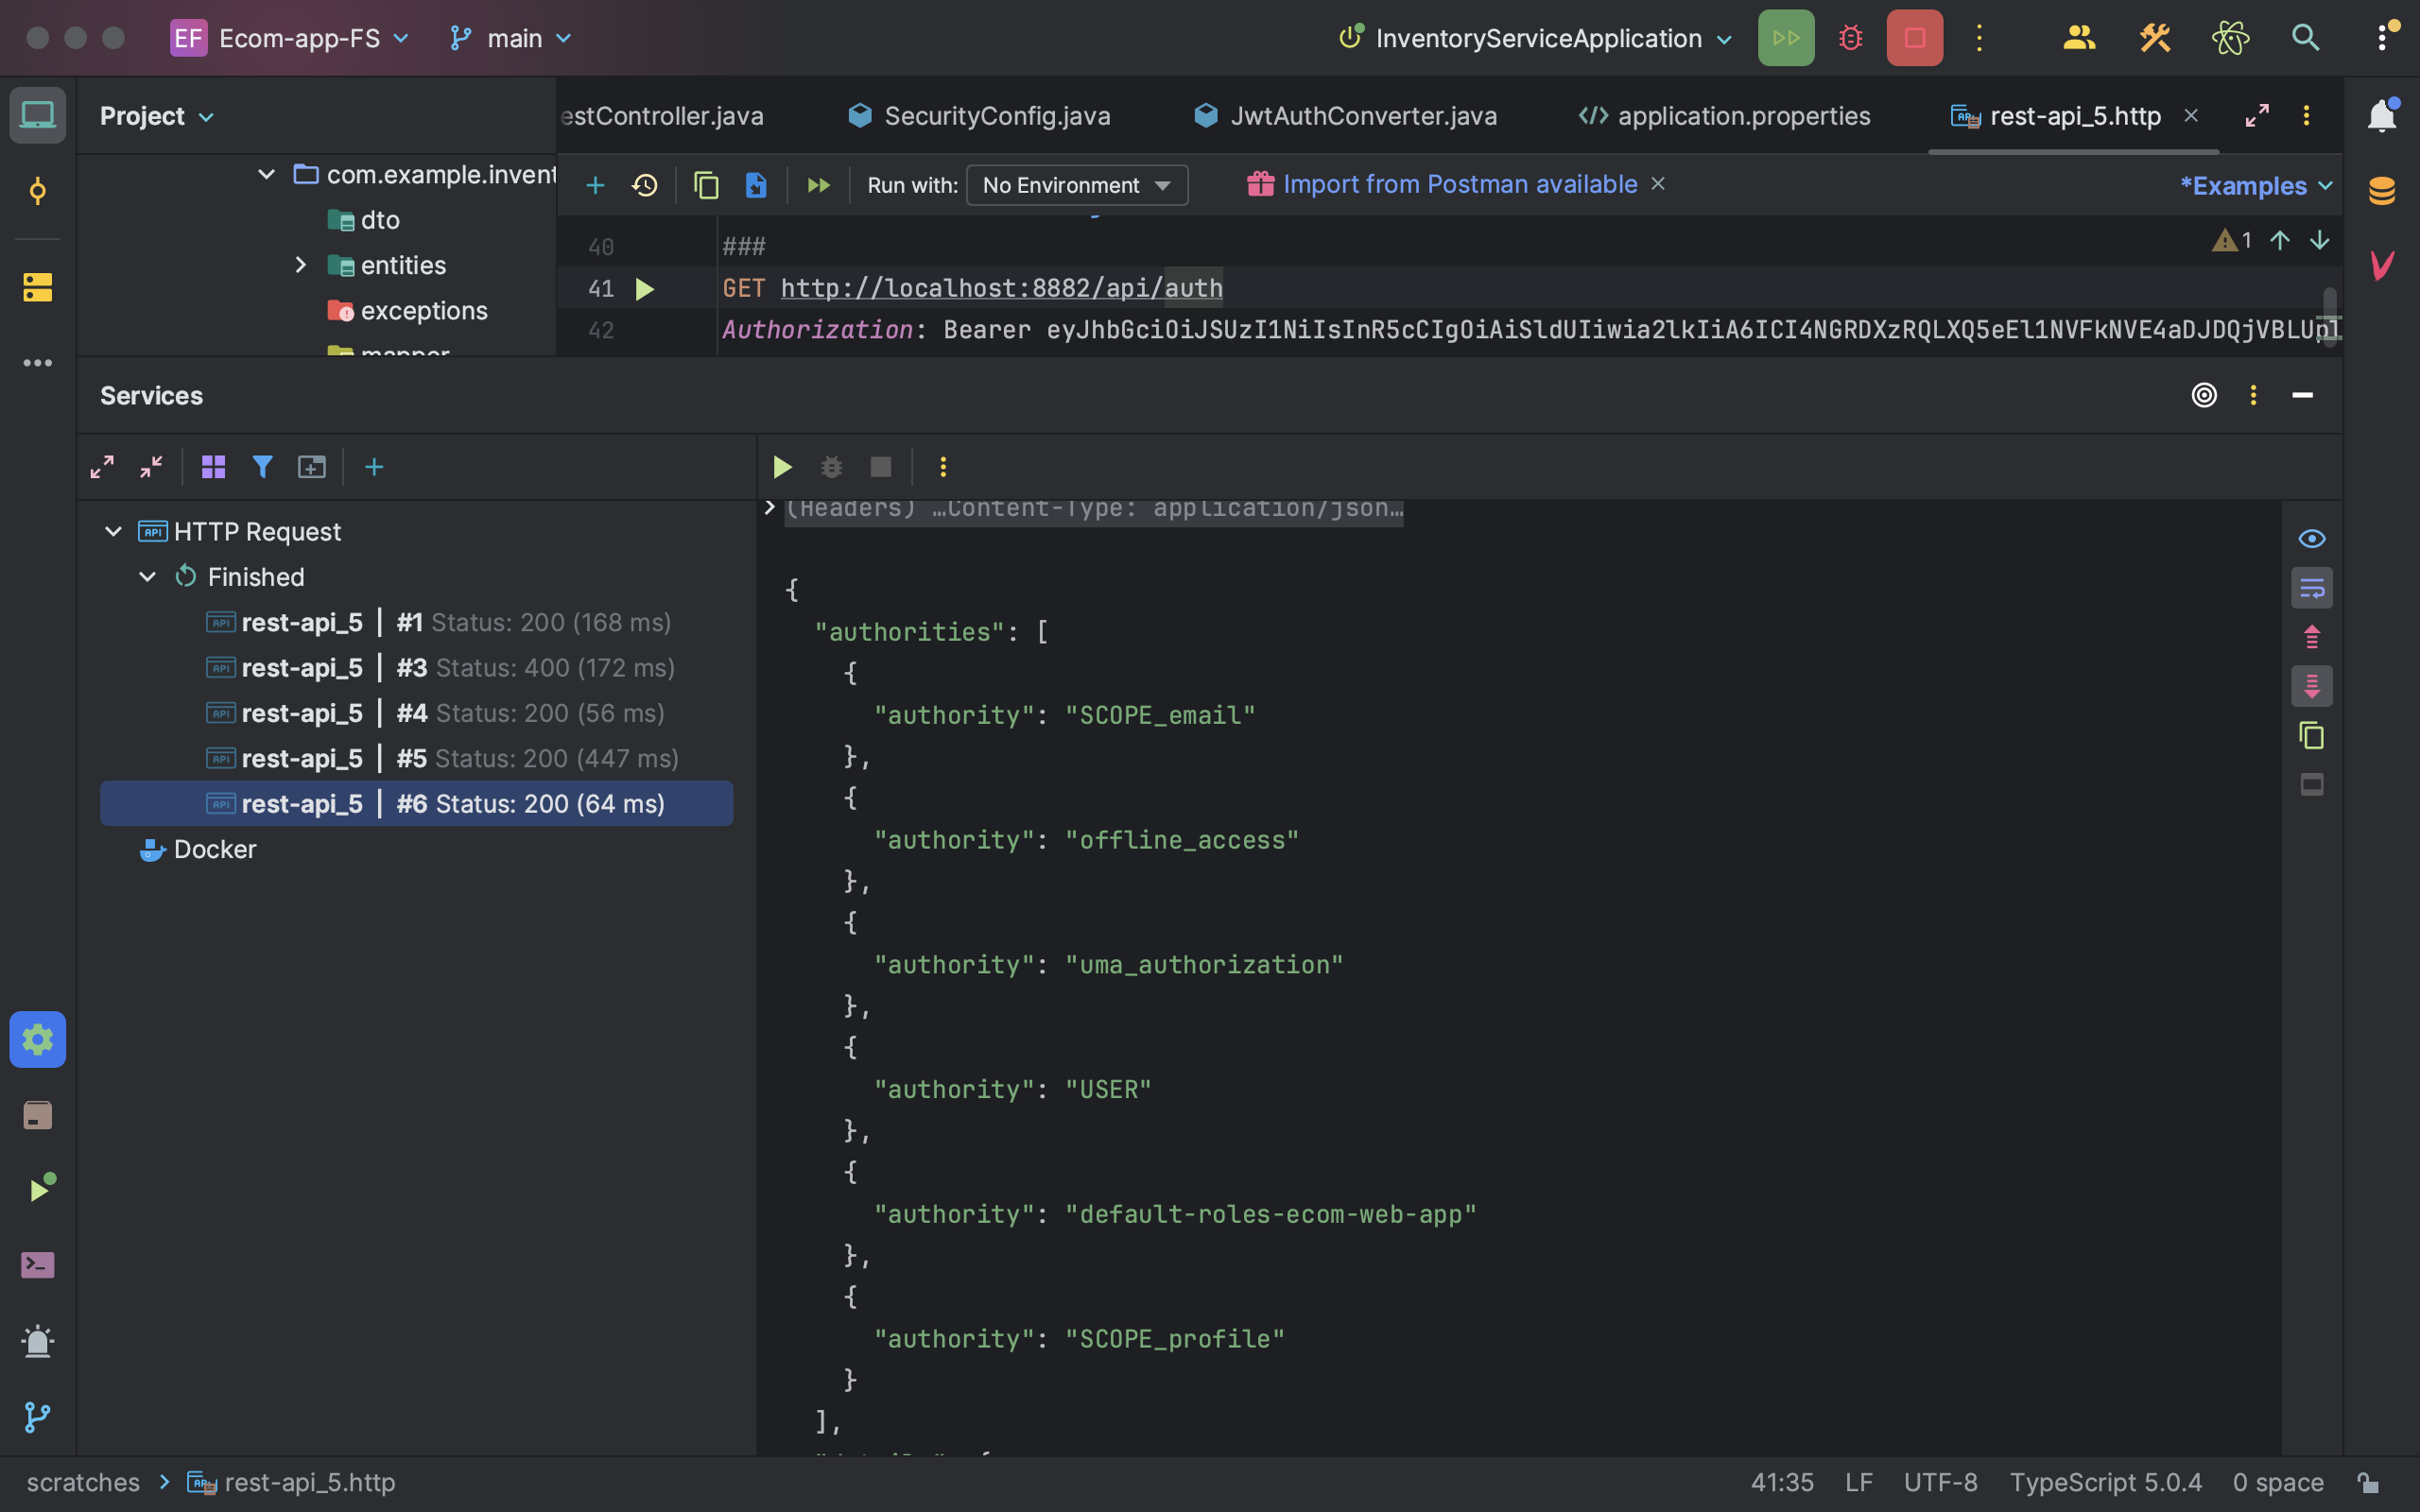 EF Ecom-app-FS main InventoryServiceApplication
Project
estController.java SecurityConfig.java JwtAuthConverter.java application.properties rest-api_5.http
com.example.invent
dto
entities
exceptions
mapper
Run with: No Environment Import from Postman available *Examples
40 ###
1
41 GET http://localhost:8882/api/auth
42 Authorization: Bearer eyJhbGciOiJSUzI1NiIsInR5cCIgOiAiSldUIiwia2lkIiA6ICI4NGRDXzRQLXQ5eEl1NVFkNVE4aDJDQjVBLUpl
Services
HTTP Request
Finished
rest-api_5 | #1 Status: 200 (168 ms)
rest-api_5 | #3 Status: 400 (172 ms)
rest-api_5 | #4 Status: 200 (56 ms)
rest-api_5 | #5 Status: 200 (447 ms)
rest-api_5 | #6 Status: 200 (64 ms)
Docker
(Headers) …Content-Type: application/json…
{
"authorities": [
{
"authority": "SCOPE_email"
},
{
"authority": "offline_access"
},
{
"authority": "uma_authorization"
},
{
"authority": "USER"
},
{
"authority": "default-roles-ecom-web-app"
},
{
"authority": "SCOPE_profile"
}
],
scratches rest-api_5.http 41:35 LF UTF-8 TypeScript 5.0.4 0 space